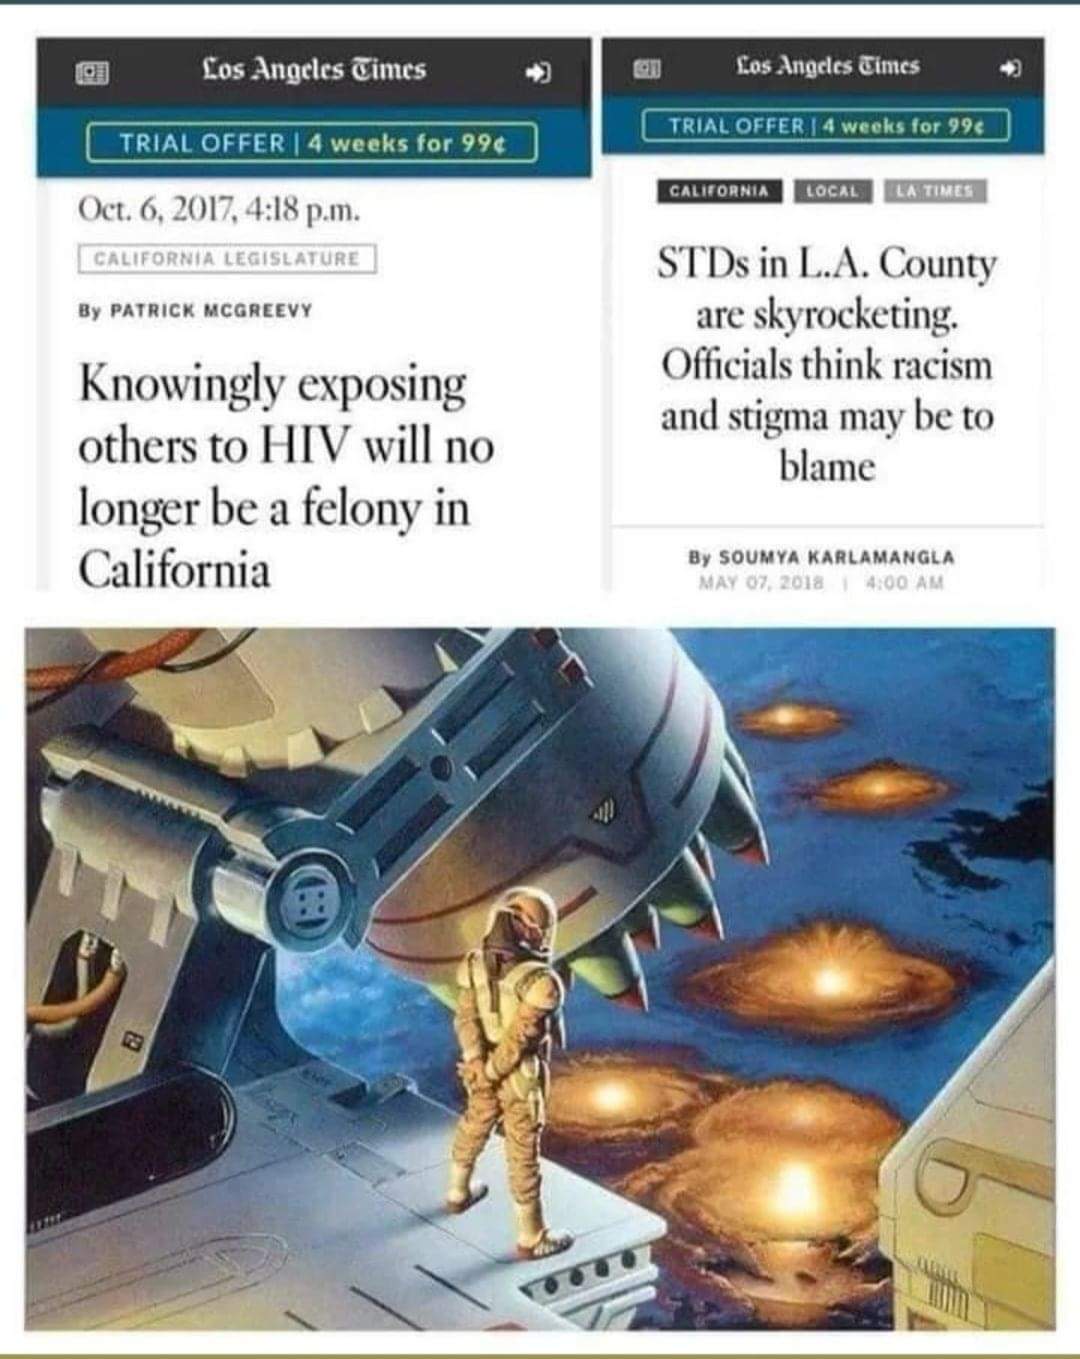 Los Angeles Times
TRIAL OFFER | 4 weeks for 99¢
Oct. 6, 2017, 4:18 p.m.
CALIFORNIA LEGISLATURE
By PATRICK MCGREEVY
Knowingly exposing
others to HIV will no
longer be a felony in
California
Los Angeles Times
TRIAL OFFER | 4 weeks for 99¢
CALIFORNIA LOCAL LA TIMES
STDs in L.A. County
are skyrocketing.
Officials think racism
and stigma may be to
blame
By SOUMYA KARLAMANGLA
MAY 07, 2018 | 4:00 AM